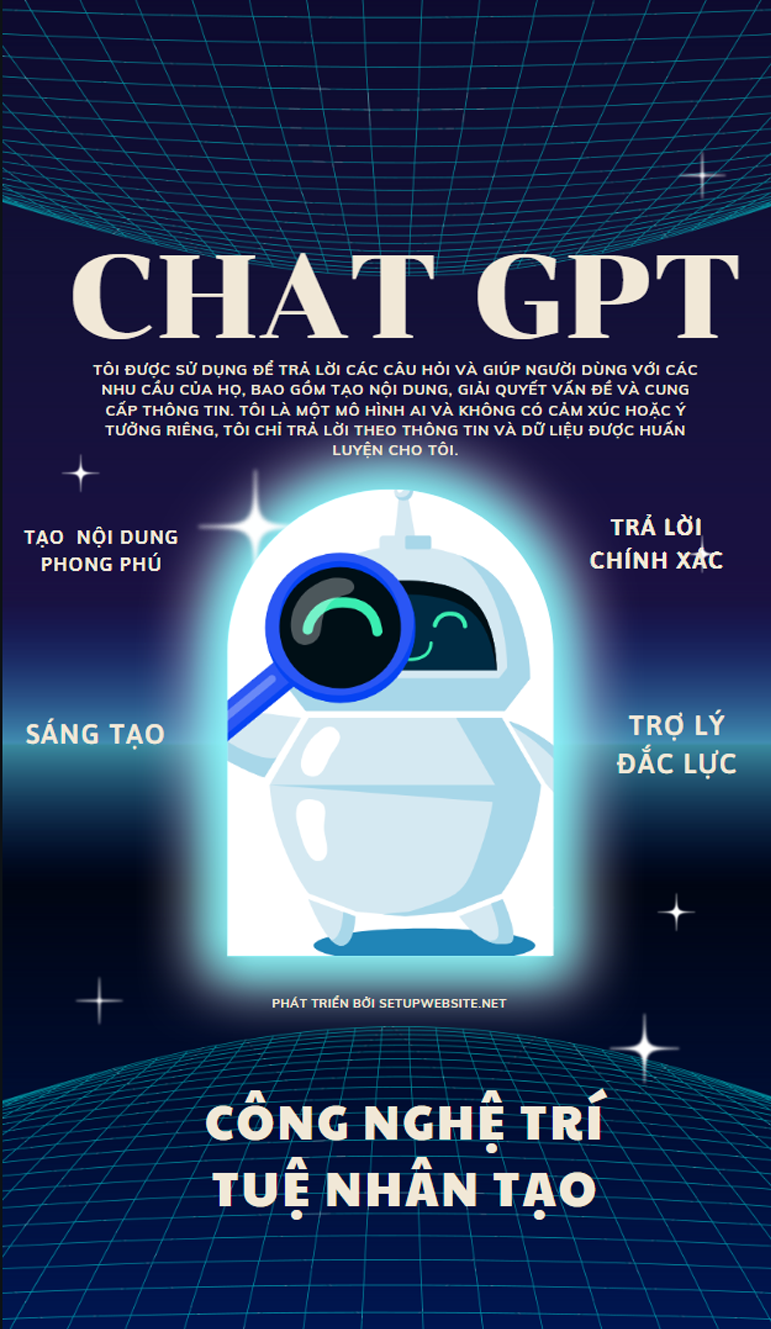 CHAT GPT
TÔI ĐƯỢC SỬ DỤNG ĐỂ TRẢ LỜI CÁC CÂU HỎI VÀ GIÚP NGƯỜI DÙNG VỚI CÁC
NHU CẦU CỦA HỌ, BAO GỒM TẠO NỘI DUNG, GIẢI QUYẾT VẤN ĐỀ VÀ CUNG
CẤP THÔNG TIN. TÔI LÀ MỘT MÔ HÌNH AI VÀ KHÔNG CÓ CẢM XÚC HOẶC Ý
TƯỞNG RIÊNG, TÔI CHỈ TRẢ LỜI THEO THÔNG TIN VÀ DỮ LIỆU ĐƯỢC HUẤN
LUYỆN CHO TÔI.
TẠO NỘI DUNG
PHONG PHÚ
TRẢ LỜI
CHÍNH XÁC
SÁNG TẠO
TRỢ LÝ
ĐẮC LỰC
PHÁT TRIỂN BỞI SETUPWEBSITE.NET
CÔNG NGHỆ TRÍ
TUỆ NHÂN TẠO